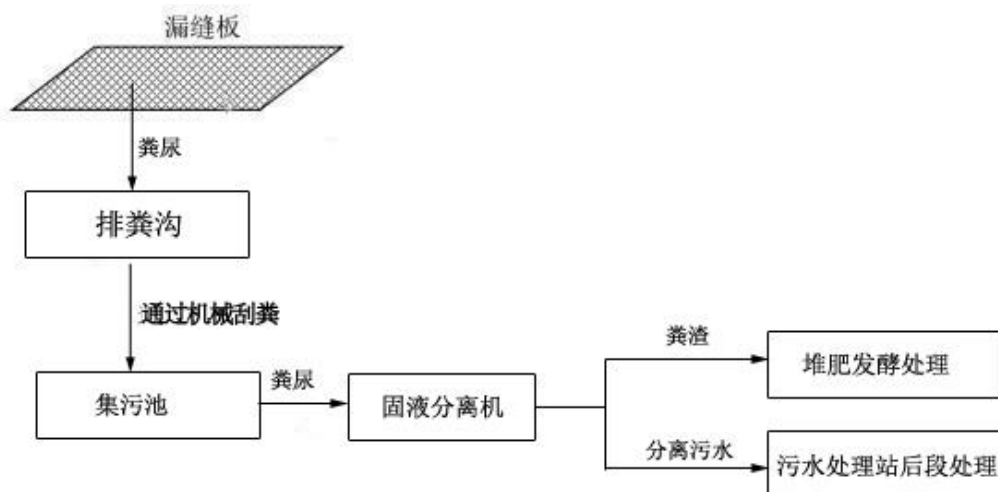 漏缝板
粪尿
排粪沟
通过机械刮粪
集污池
粪尿
固液分离机
粪渣
堆肥发酵处理
分离污水
污水处理站后段处理